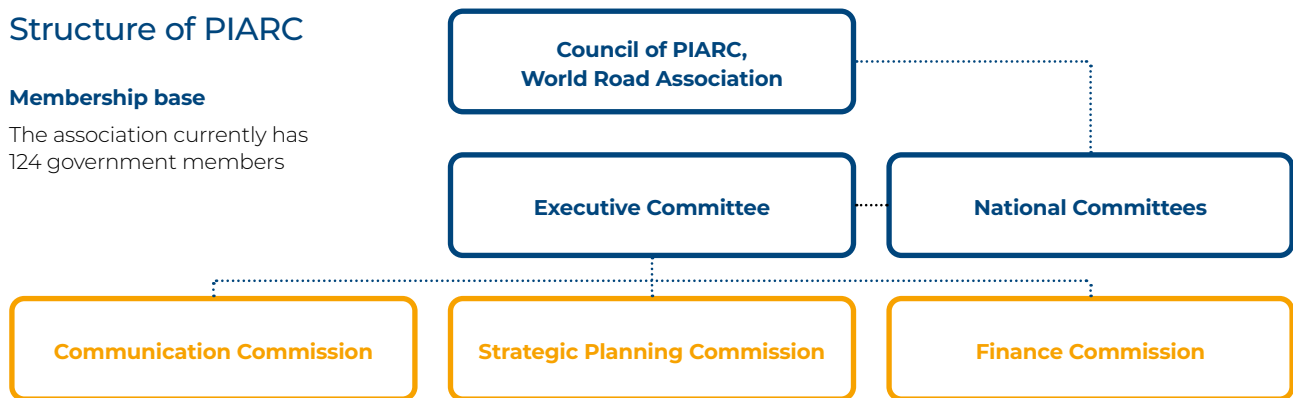 Structure of PIARC
Membership base
The association currently has
124 government members
Council of PIARC,
World Road Association
Executive Committee
National Committees
Communication Commission
Strategic Planning Commission
Finance Commission